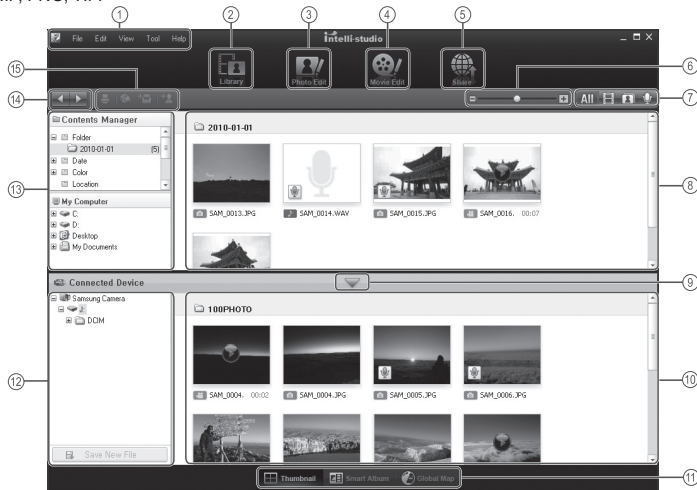 1
2
3
4
5
15
File Edit View Tool Help
intelli-studio
Library
Photo Edit
Movie Edit
Share
6
14
All
7
Contents Manager
2010-01-01
Folder
2010-01-01 (5)
Date
Color
Location
13
SAM_0013.JPG
SAM_0014.WAV
SAM_0015.JPG
SAM_0016. 00:07
8
My Computer
C:
D:
Desktop
My Documents
Connected Device
9
Samsung Camera
DCIM
100PHOTO
SAM_0004. 00:02
SAM_0004.JPG
SAM_0005.JPG
SAM_0006.JPG
12
10
Save New File
Thumbnail Smart Album Global Map
11